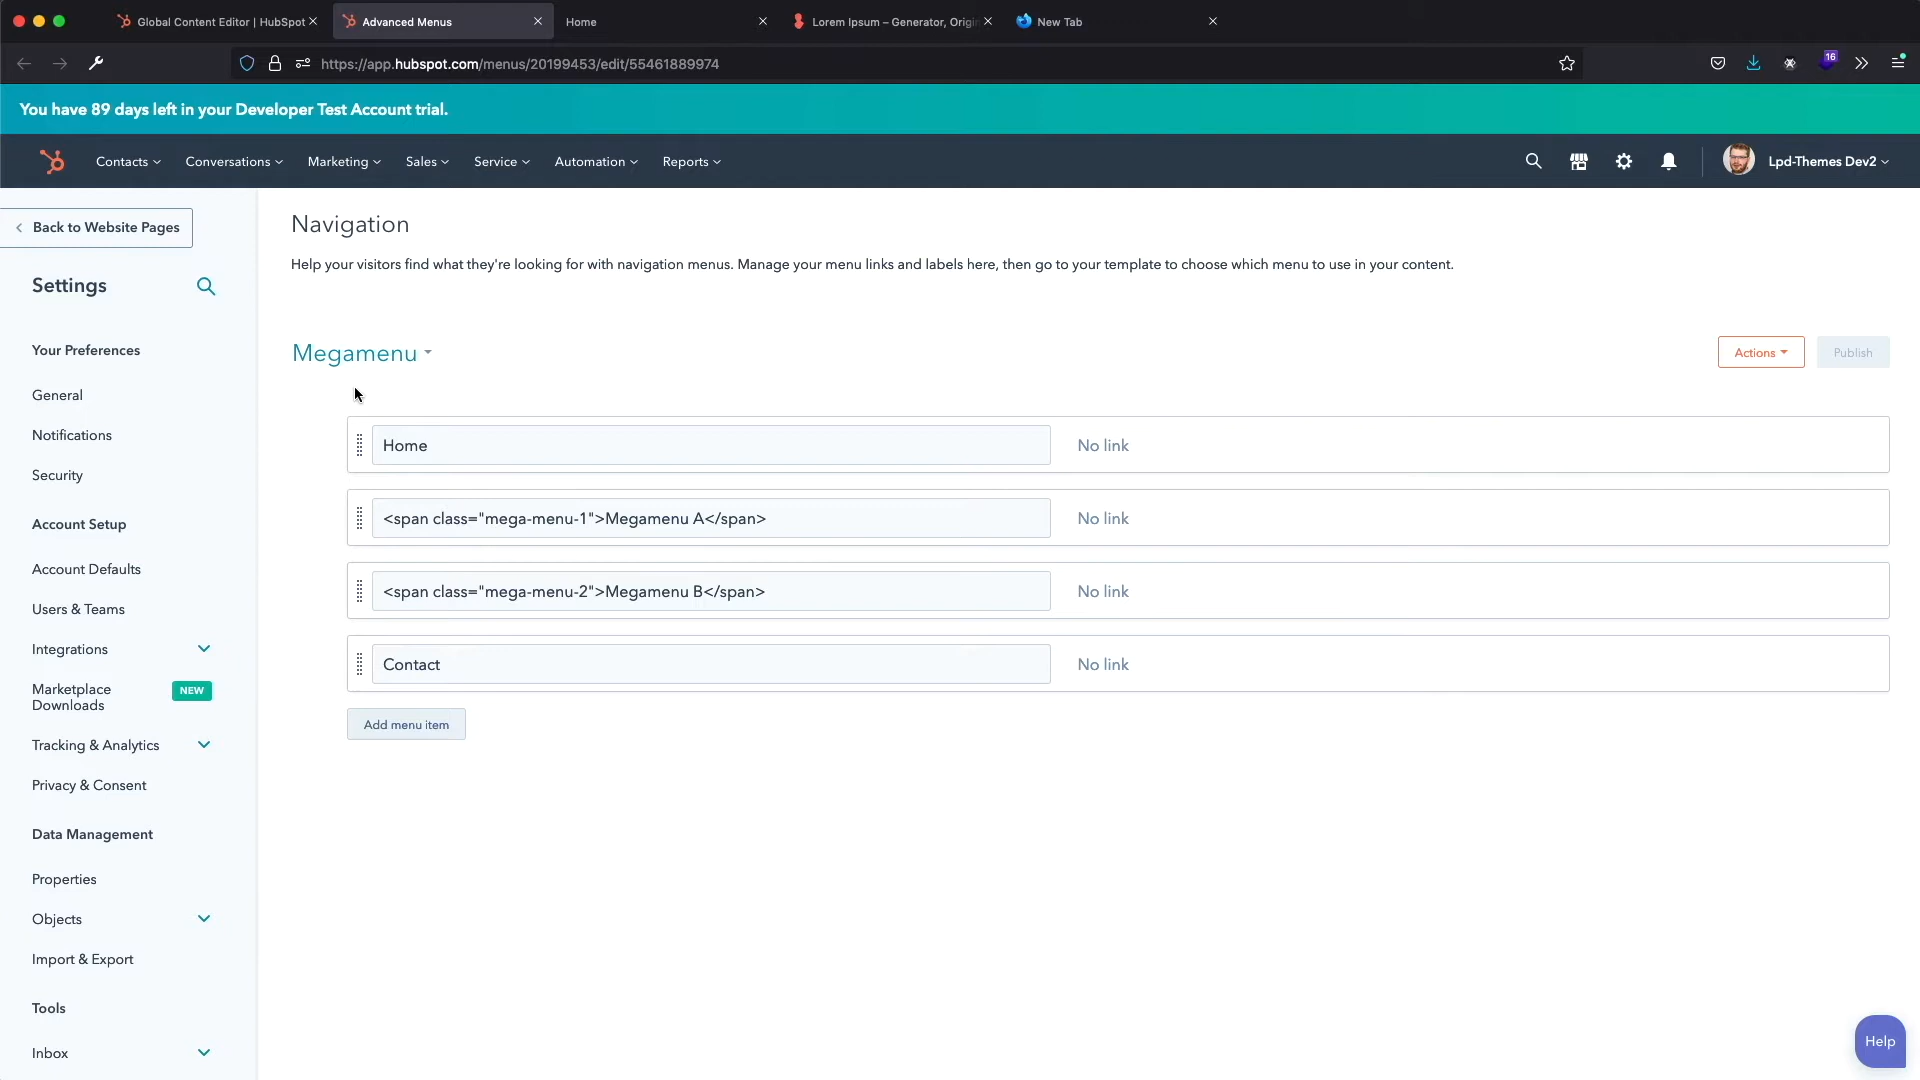 Global Content Editor | HubSpot
Advanced Menus
Home
Lorem Ipsum – Generator, Origi
New Tab
https://app.hubspot.com/menus/20199453/edit/55461889974
16
You have 89 days left in your Developer Test Account trial.
Contacts
Conversations
Marketing
Sales
Service
Automation
Reports
Lpd-Themes Dev2
Back to Website Pages
Settings
Your Preferences
General
Notifications
Security
Account Setup
Account Defaults
Users & Teams
Integrations
Marketplace
Downloads
NEW
Tracking & Analytics
Privacy & Consent
Data Management
Properties
Objects
Import & Export
Tools
Inbox
Navigation
Help your visitors find what they're looking for with navigation menus. Manage your menu links and labels here, then go to your template to choose which menu to use in your content.
Megamenu
Actions
Publish
Home
No link
<span class="mega-menu-1">Megamenu A</span>
No link
<span class="mega-menu-2">Megamenu B</span>
No link
Contact
No link
Add menu item
Help